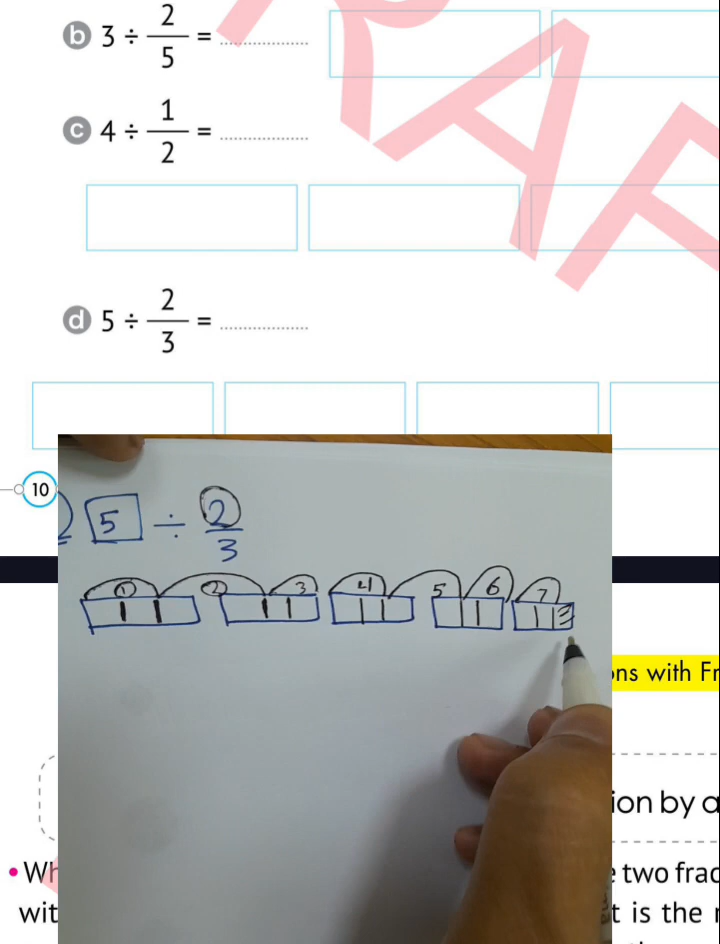 b 3 ÷ 2/5 = ....................
c 4 ÷ 1/2 = ....................
d 5 ÷ 2/3 = ....................
10
5 ÷ 2/3
1 2 3 4 5 6 7
ns with Fr
ion by a
• Wh
two frac
wit
t is the